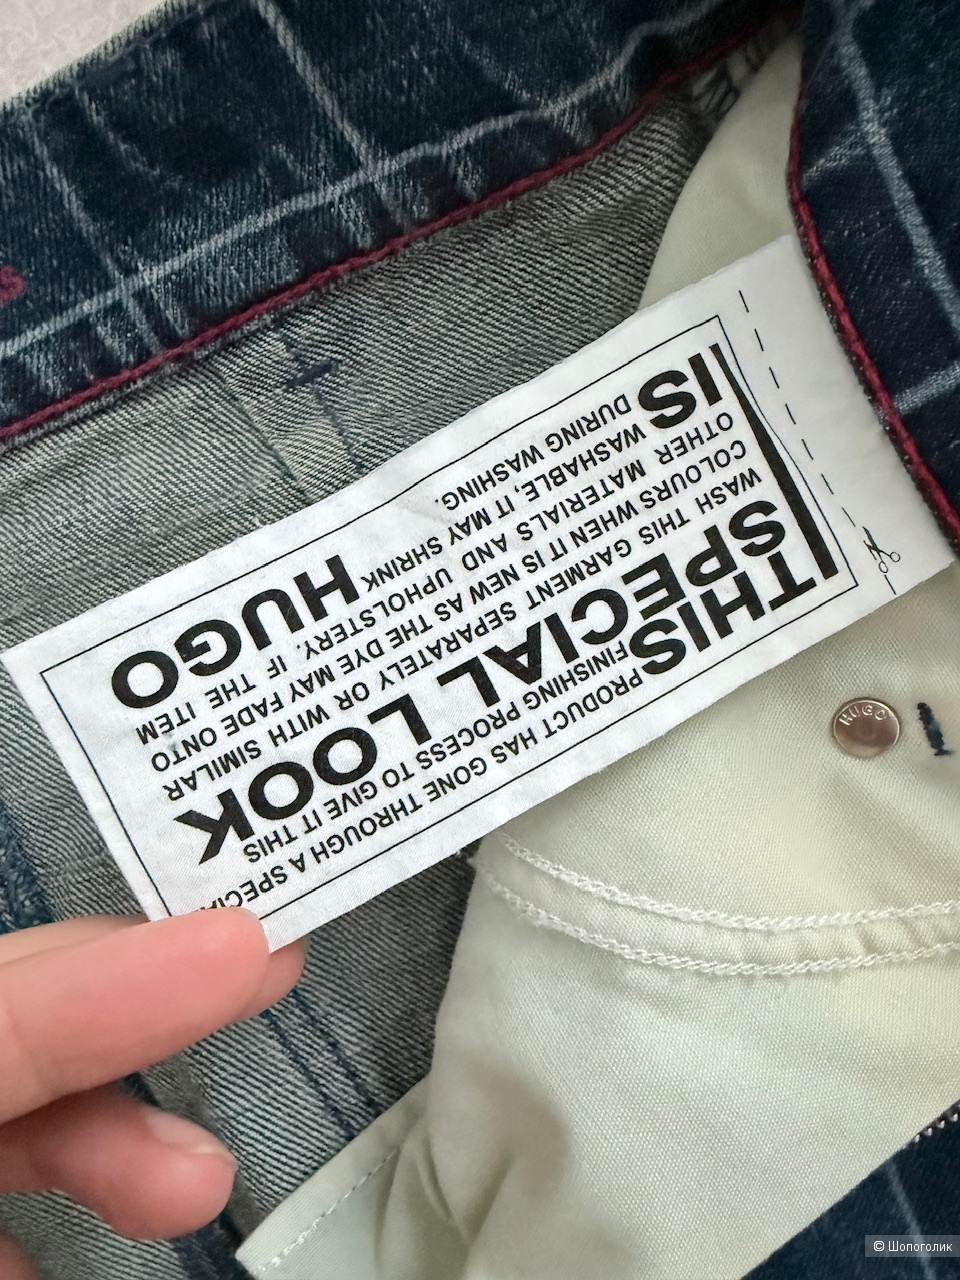 THIS
PRODUCT HAS GONE THROUGH A SPECIAL
FINISHING PROCESS TO GIVE IT THIS
SPECIAL LOOK
WASH THIS GARMENT SEPARATELY OR WITH SIMILAR
COLOURS WHEN IT IS NEW AS THE DYE MAY FADE ONTO
OTHER MATERIALS AND UPHOLSTERY. IF THE ITEM
IS
WASHABLE, IT MAY SHRINK
DURING WASHING.
HUGO
HUGO
© Шопоголик